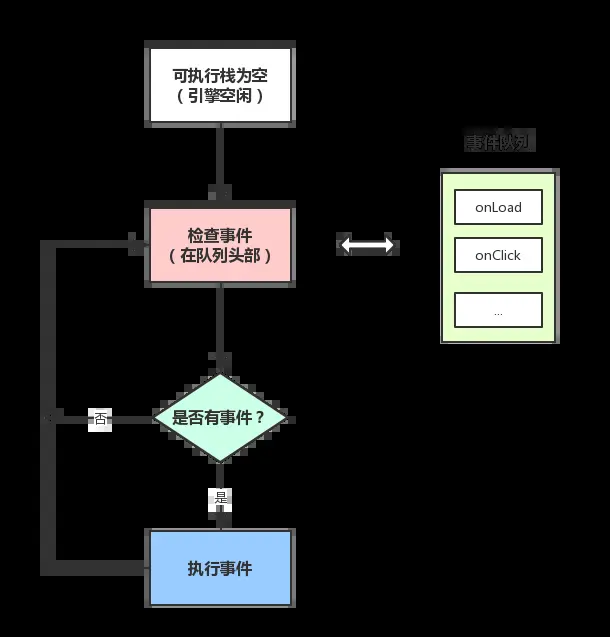 可执行栈为空
（引擎空闲）
事件队列
onLoad
检查事件
（在队列头部）
onClick
...
是否有事件？
否
是
执行事件